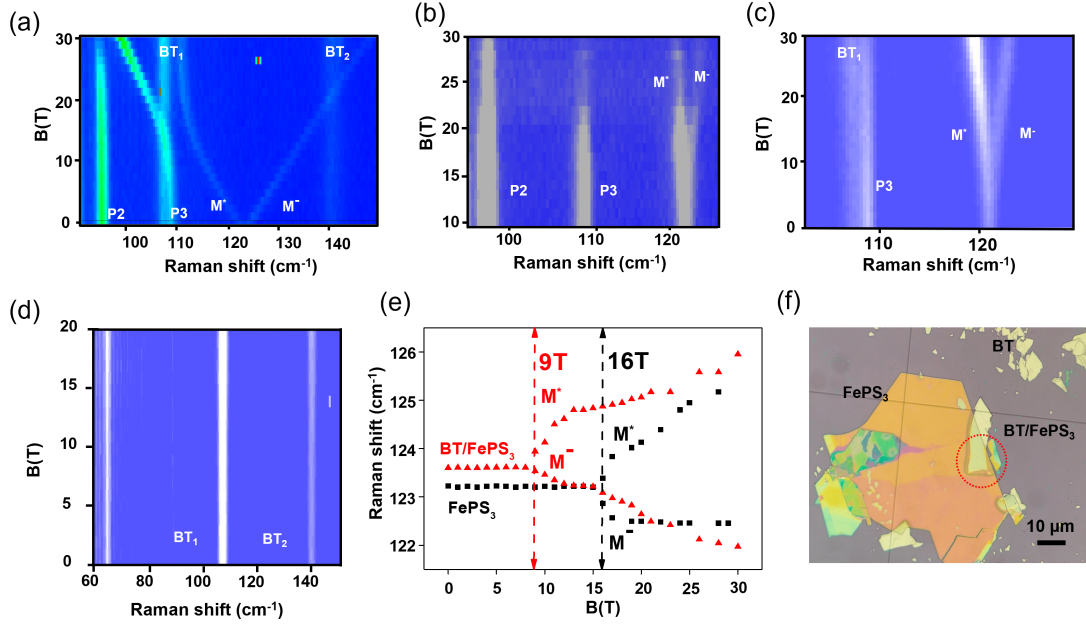 (a)
30
20
10
0
B(T)
BT1
BT2
P2
P3
M*
M-
100
110
120
130
140
Raman shift (cm-1)
(b)
30
25
20
15
10
B(T)
M*
M-
P2
P3
100
110
120
Raman shift (cm-1)
(c)
30
20
10
0
B(T)
BT1
M*
M-
P3
110
120
Raman shift (cm-1)
(d)
20
15
10
5
0
B(T)
BT1
BT2
60
80
100
120
140
Raman shift (cm-1)
(e)
126
125
124
123
122
Raman shift (cm-1)
9T
16T
M*
M*
BT/FePS3
M-
FePS3
M-
0
5
10
15
20
25
30
B(T)
(f)
BT
FePS3
BT/FePS3
10 μm